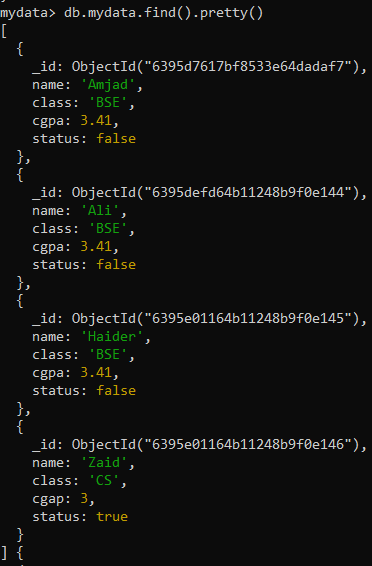 mydata> db.mydata.find().pretty()
[
  {
    _id: ObjectId("6395d7617bf8533e64dadaf7"),
    name: 'Amjad',
    class: 'BSE',
    cgpa: 3.41,
    status: false
  },
  {
    _id: ObjectId("6395defd64b11248b9f0e144"),
    name: 'Ali',
    class: 'BSE',
    cgpa: 3.41,
    status: false
  },
  {
    _id: ObjectId("6395e01164b11248b9f0e145"),
    name: 'Haider',
    class: 'BSE',
    cgpa: 3.41,
    status: false
  },
  {
    _id: ObjectId("6395e01164b11248b9f0e146"),
    name: 'Zaid',
    class: 'CS',
    cgap: 3,
    status: true
  }
] {